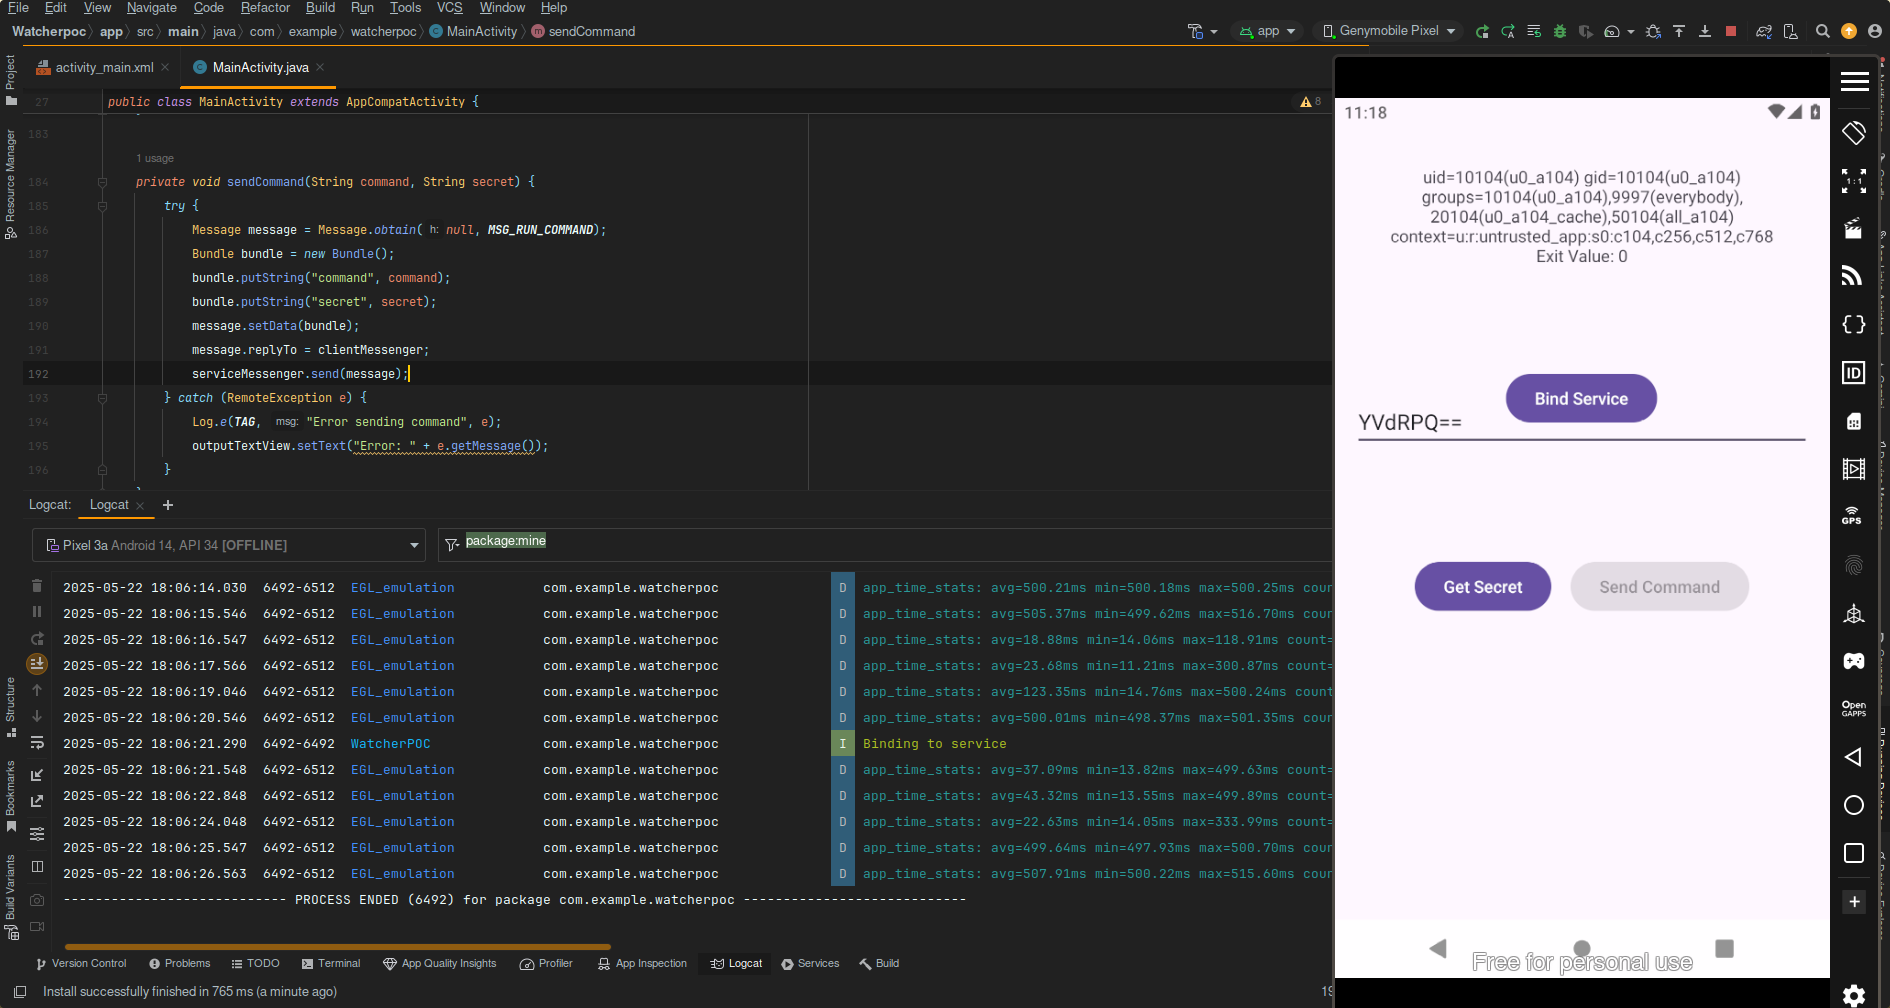 File Edit View Navigate Code Refactor Build Run Tools VCS Window Help
Watcherpoc app src main java com example watcherpoc MainActivity sendCommand
app Genymobile Pixel
activity_main.xml MainActivity.java
27 public class MainActivity extends AppCompatActivity { 8
183
1 usage
184 private void sendCommand(String command, String secret) {
185 try {
186 Message message = Message.obtain( h: null, MSG_RUN_COMMAND);
187 Bundle bundle = new Bundle();
188 bundle.putString("command", command);
189 bundle.putString("secret", secret);
190 message.setData(bundle);
191 message.replyTo = clientMessenger;
192 serviceMessenger.send(message);
193 } catch (RemoteException e) {
194 Log.e(TAG, msg: "Error sending command", e);
195 outputTextView.setText("Error: " + e.getMessage());
196 }
Logcat: Logcat +
Pixel 3a Android 14, API 34 [OFFLINE] package:mine
2025-05-22 18:06:14.030 6492-6512 EGL_emulation com.example.watcherpoc D app_time_stats: avg=500.21ms min=500.18ms max=500.25ms cour
2025-05-22 18:06:15.546 6492-6512 EGL_emulation com.example.watcherpoc D app_time_stats: avg=505.37ms min=499.62ms max=516.70ms cour
2025-05-22 18:06:16.547 6492-6512 EGL_emulation com.example.watcherpoc D app_time_stats: avg=18.88ms min=14.06ms max=118.91ms count=
2025-05-22 18:06:17.566 6492-6512 EGL_emulation com.example.watcherpoc D app_time_stats: avg=23.68ms min=11.21ms max=300.87ms count=
2025-05-22 18:06:19.046 6492-6512 EGL_emulation com.example.watcherpoc D app_time_stats: avg=123.35ms min=14.76ms max=500.24ms count
2025-05-22 18:06:20.546 6492-6512 EGL_emulation com.example.watcherpoc D app_time_stats: avg=500.01ms min=498.37ms max=501.35ms cour
2025-05-22 18:06:21.290 6492-6492 WatcherPOC com.example.watcherpoc I Binding to service
2025-05-22 18:06:21.548 6492-6512 EGL_emulation com.example.watcherpoc D app_time_stats: avg=37.09ms min=13.82ms max=499.63ms count=
2025-05-22 18:06:22.848 6492-6512 EGL_emulation com.example.watcherpoc D app_time_stats: avg=43.32ms min=13.55ms max=499.89ms count=
2025-05-22 18:06:24.048 6492-6512 EGL_emulation com.example.watcherpoc D app_time_stats: avg=22.63ms min=14.05ms max=333.99ms count=
2025-05-22 18:06:25.547 6492-6512 EGL_emulation com.example.watcherpoc D app_time_stats: avg=499.64ms min=497.93ms max=500.70ms cour
2025-05-22 18:06:26.563 6492-6512 EGL_emulation com.example.watcherpoc D app_time_stats: avg=507.91ms min=500.22ms max=515.60ms cour
---------------------------- PROCESS ENDED (6492) for package com.example.watcherpoc ----------------------------
Version Control Problems TODO Terminal App Quality Insights Profiler App Inspection Logcat Services Build
Install successfully finished in 765 ms (a minute ago) 19
Project
Resource Manager
Structure
Bookmarks
Build Variants
11:18
uid=10104(u0_a104) gid=10104(u0_a104)
groups=10104(u0_a104),9997(everybody),
20104(u0_a104_cache),50104(all_a104)
context=u:r:untrusted_app:s0:c104,c256,c512,c768
Exit Value: 0
Bind Service
YVdRPQ==
Get Secret Send Command
Free for personal use
1:1
ID
GPS
Open
GAPPS